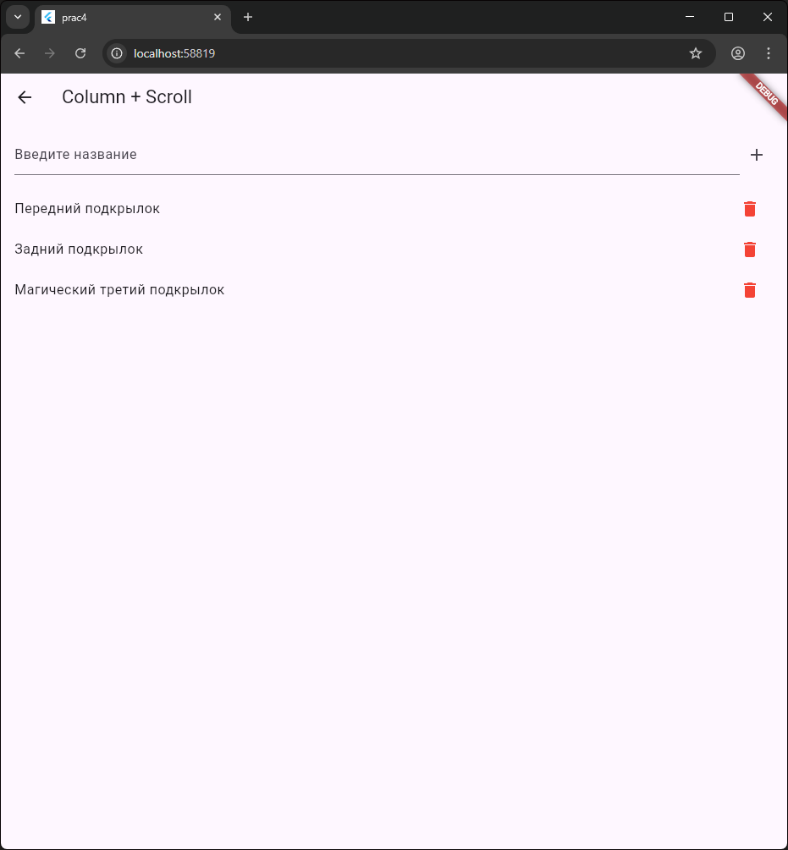 prac4
localhost:58819
Column + Scroll
DEBUG
Введите название
Передний подкрылок
Задний подкрылок
Магический третий подкрылок